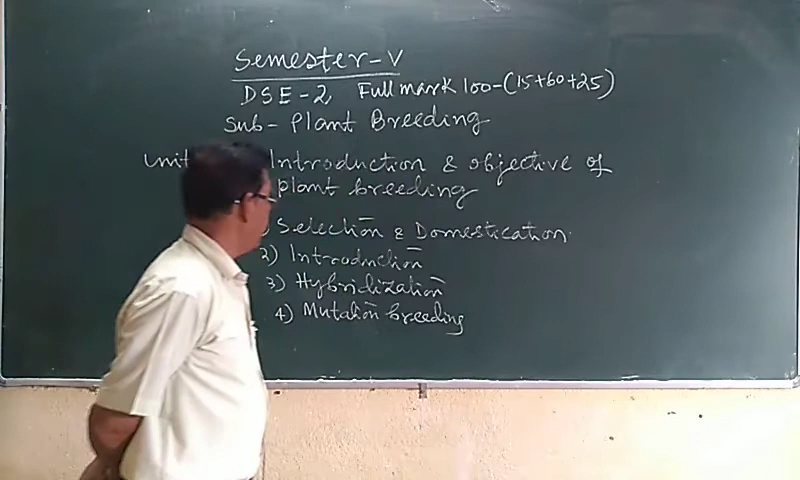 Semester-V
DSE-2, Full mark 100-(15+60+25)
Sub- Plant Breeding
Unit Introduction & objective of
plant breeding
) Selection & Domestication.
2) Introduction
3) Hybridization
4) Mutation breeding